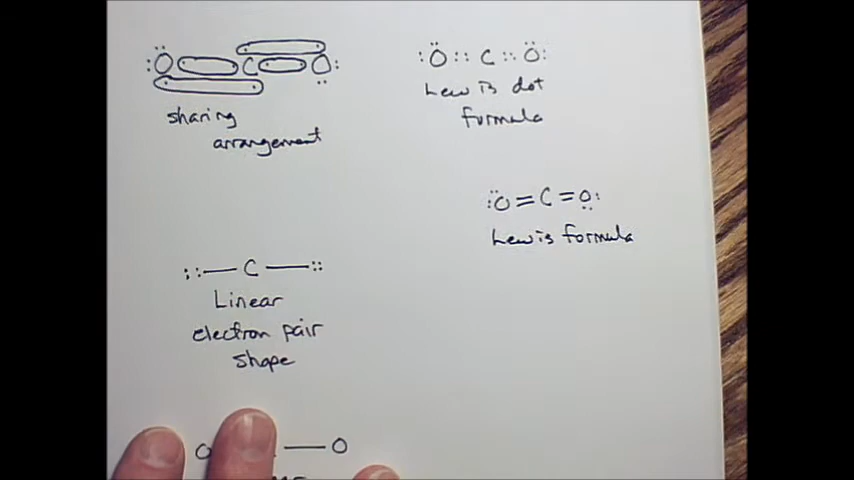 :Ö C O:
sharing
arrangement
:Ö :: C :: Ö:
Lewis dot
formula
:Ö = C = O:
Lewis formula
:: — C — ::
Linear
electron pair
shape
O — O